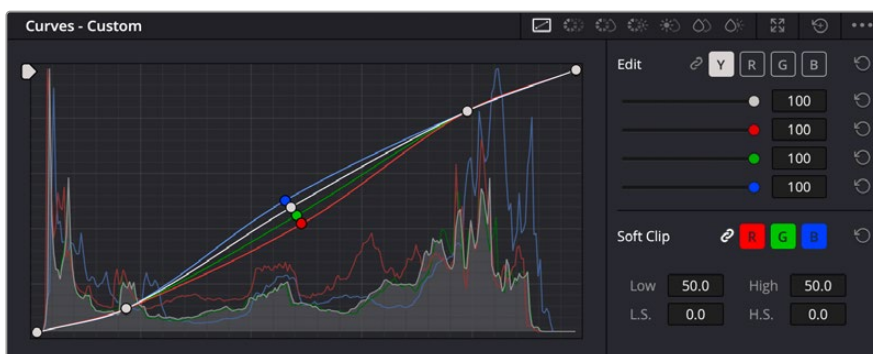 Curves - Custom
Edit Y R G B
100
100
100
100
Soft Clip R G B
Low 50.0 High 50.0
L.S. 0.0 H.S. 0.0